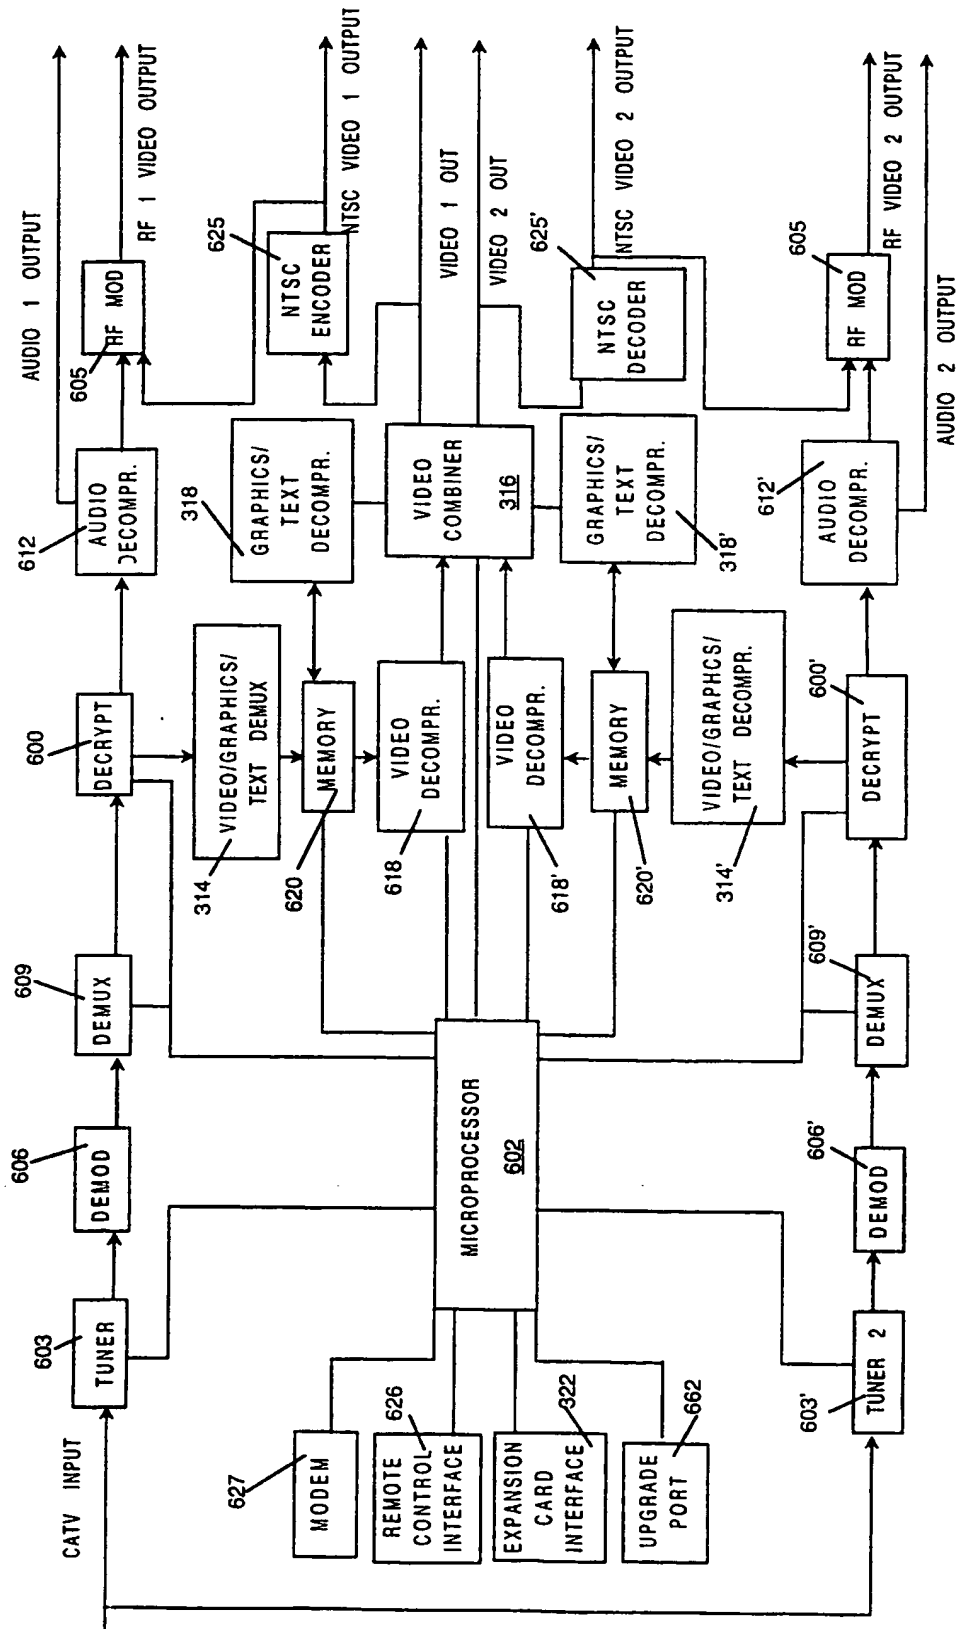 CATV INPUT
603
TUNER
606
DEMOD
609
DEMUX
600
DECRYPT
612
AUDIO
DECOMPR.
605
RF MOD
AUDIO 1 OUTPUT
RF 1 VIDEO OUTPUT
314
VIDEO/GRAPHICS/
TEXT DEMUX
318
GRAPHICS/
TEXT
DECOMPR.
625
NTSC
ENCODER
NTSC VIDEO 1 OUTPUT
627
MODEM
620
MEMORY
626
REMOTE
CONTROL
INTERFACE
618
VIDEO
DECOMPR.
VIDEO
COMBINER
316
VIDEO 1 OUT
VIDEO 2 OUT
MICROPROCESSOR
602
322
EXPANSION
CARD
INTERFACE
618'
VIDEO
DECOMPR.
662
UPGRADE
PORT
620'
MEMORY
318'
GRAPHICS/
TEXT
DECOMPR.
625'
NTSC
DECODER
NTSC VIDEO 2 OUTPUT
314'
VIDEO/GRAPHCS/
TEXT DECOMPR.
603'
TUNER 2
606'
DEMOD
609'
DEMUX
600'
DECRYPT
612'
AUDIO
DECOMPR.
605
RF MOD
RF VIDEO 2 OUTPUT
AUDIO 2 OUTPUT